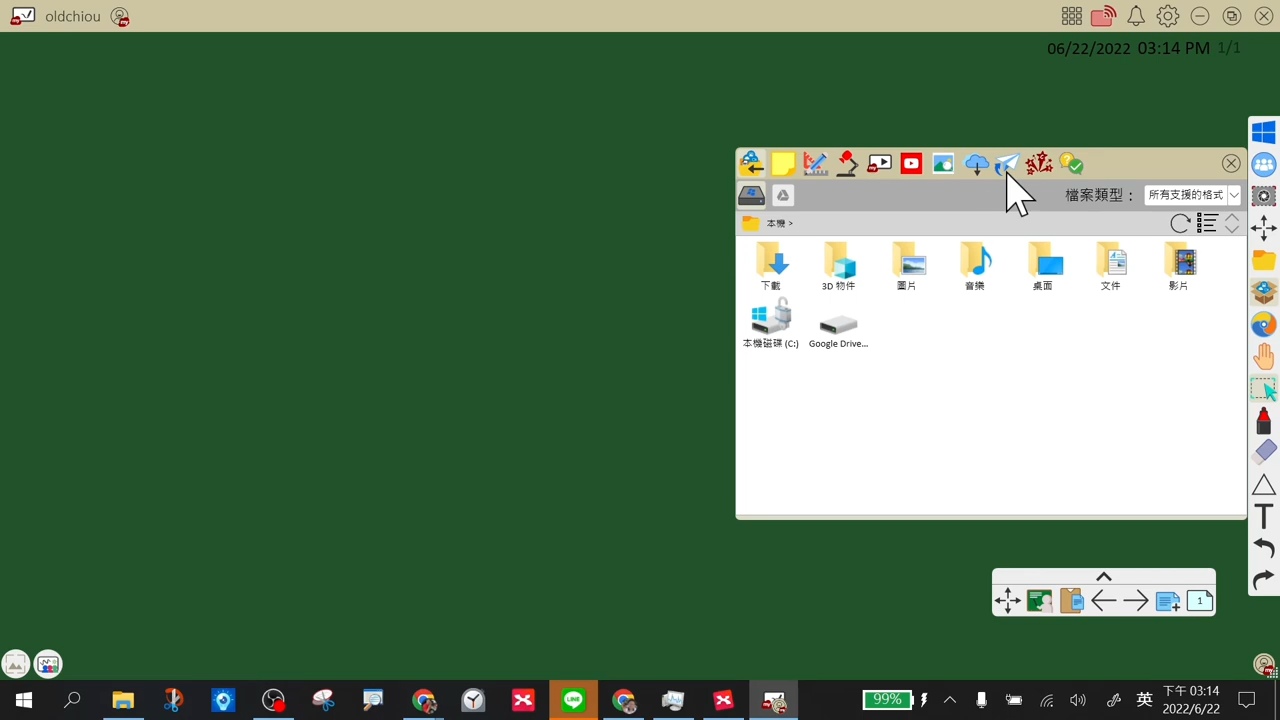 oldchiou
06/22/2022 03:14 PM 1/1
檔案類型： 所有支援的格式
本機 >
下載 3D 物件 圖片 音樂 桌面 文件 影片
本機磁碟 (C:) Google Drive...
1
99% 英 下午 03:14
2022/6/22
LINE